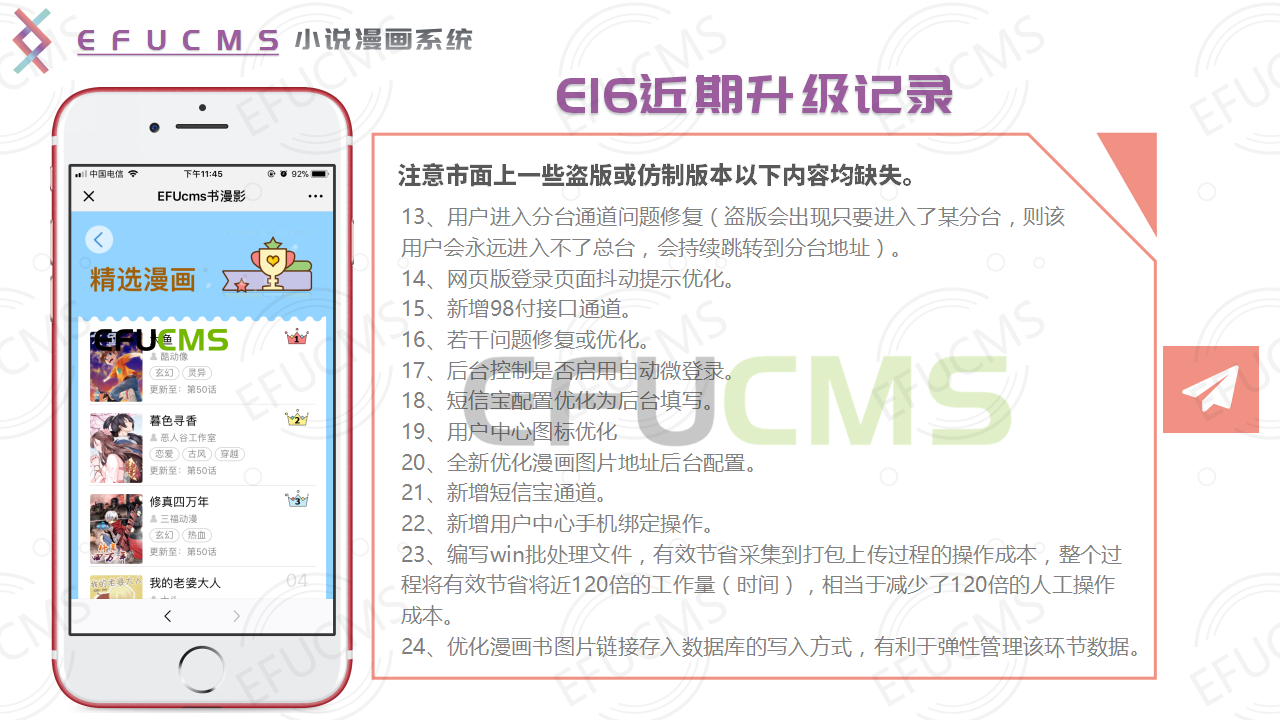 EFUCMS 小说漫画系统
E16近期升级记录
中国电信 下午11:45 92%
EFUcms书漫影
精选漫画
EFUCMS
1
酷动像
玄幻 灵异
更新至：第50话
暮色寻香
2
恶人谷工作室
恋爱 古风 穿越
更新至：第50话
修真四万年
3
三福动漫
玄幻 热血
更新至：第50话
我的老婆大人
04
注意市面上一些盗版或仿制版本以下内容均缺失。
13、用户进入分台通道问题修复（盗版会出现只要进入了某分台，则该
用户会永远进入不了总台，会持续跳转到分台地址）。
14、网页版登录页面抖动提示优化。
15、新增98付接口通道。
16、若干问题修复或优化。
17、后台控制是否启用自动微登录。
18、短信宝配置优化为后台填写。
19、用户中心图标优化
20、全新优化漫画图片地址后台配置。
21、新增短信宝通道。
22、新增用户中心手机绑定操作。
23、编写win批处理文件，有效节省采集到打包上传过程的操作成本，整个过
程将有效节省将近120倍的工作量（时间），相当于减少了120倍的人工操作
成本。
24、优化漫画书图片链接存入数据库的写入方式，有利于弹性管理该环节数据。
EFUCMS